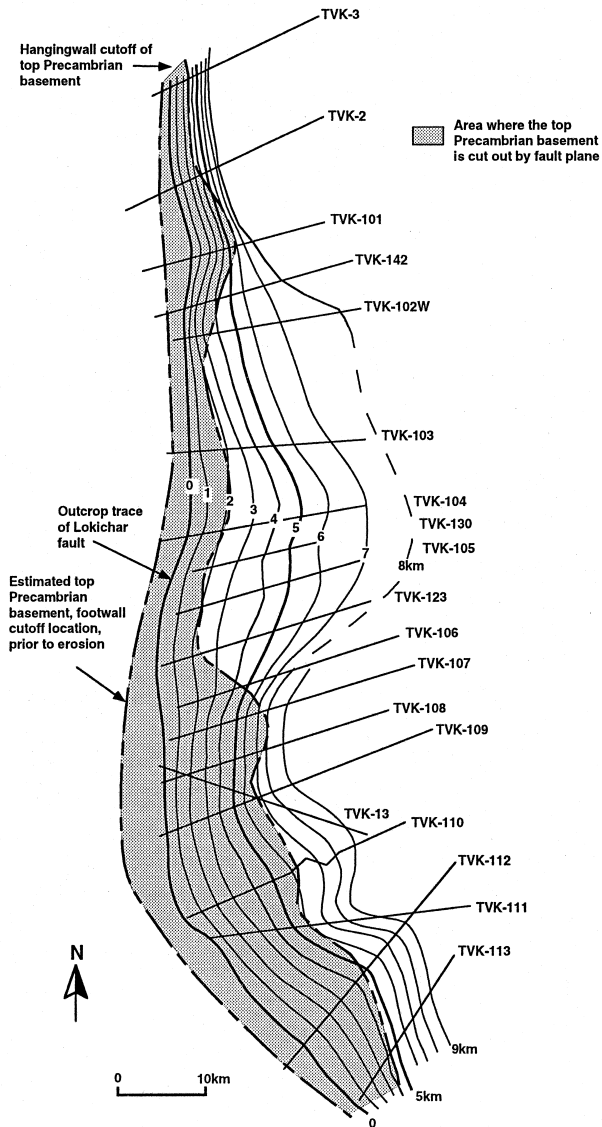 TVK-3
Hangingwall cutoff of
top Precambrian
basement
TVK-2
Area where the top
Precambrian basement
is cut out by fault plane
TVK-101
TVK-142
TVK-102W
TVK-103
0
1
2
3
4
5
6
7
8km
TVK-104
TVK-130
TVK-105
Outcrop trace
of Lokichar
fault
Estimated top
Precambrian
basement, footwall
cutoff location,
prior to erosion
TVK-123
TVK-106
TVK-107
TVK-108
TVK-109
TVK-13
TVK-110
TVK-112
TVK-111
TVK-113
N
0
10km
9km
5km
0